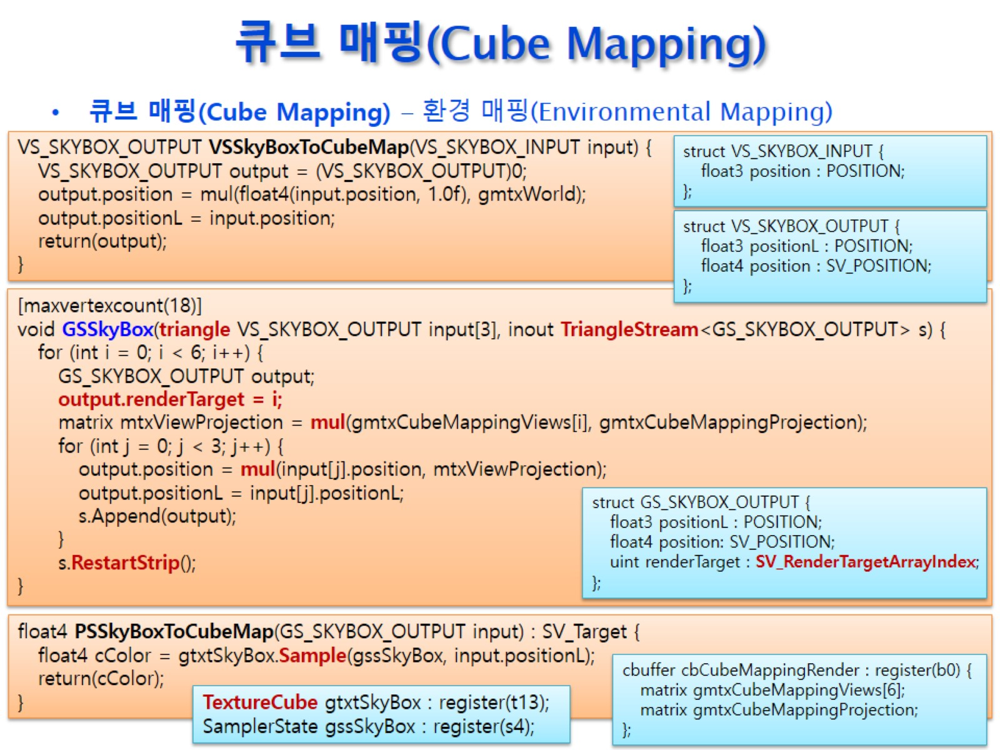 큐브 매핑(Cube Mapping)
• 큐브 매핑(Cube Mapping) – 환경 매핑(Environmental Mapping)
VS_SKYBOX_OUTPUT VSSkyBoxToCubeMap(VS_SKYBOX_INPUT input) {
VS_SKYBOX_OUTPUT output = (VS_SKYBOX_OUTPUT)0;
output.position = mul(float4(input.position, 1.0f), gmtxWorld);
output.positionL = input.position;
return(output);
}
struct VS_SKYBOX_INPUT {
float3 position : POSITION;
};
struct VS_SKYBOX_OUTPUT {
float3 positionL : POSITION;
float4 position : SV_POSITION;
};
[maxvertexcount(18)]
void GSSkyBox(triangle VS_SKYBOX_OUTPUT input[3], inout TriangleStream<GS_SKYBOX_OUTPUT> s) {
for (int i = 0; i < 6; i++) {
GS_SKYBOX_OUTPUT output;
output.renderTarget = i;
matrix mtxViewProjection = mul(gmtxCubeMappingViews[i], gmtxCubeMappingProjection);
for (int j = 0; j < 3; j++) {
output.position = mul(input[j].position, mtxViewProjection);
output.positionL = input[j].positionL;
s.Append(output);
}
s.RestartStrip();
}
struct GS_SKYBOX_OUTPUT {
float3 positionL : POSITION;
float4 position: SV_POSITION;
uint renderTarget : SV_RenderTargetArrayIndex;
};
float4 PSSkyBoxToCubeMap(GS_SKYBOX_OUTPUT input) : SV_Target {
float4 cColor = gtxtSkyBox.Sample(gssSkyBox, input.positionL);
return(cColor);
}
TextureCube gtxtSkyBox : register(t13);
SamplerState gssSkyBox : register(s4);
cbuffer cbCubeMappingRender : register(b0) {
matrix gmtxCubeMappingViews[6];
matrix gmtxCubeMappingProjection;
};